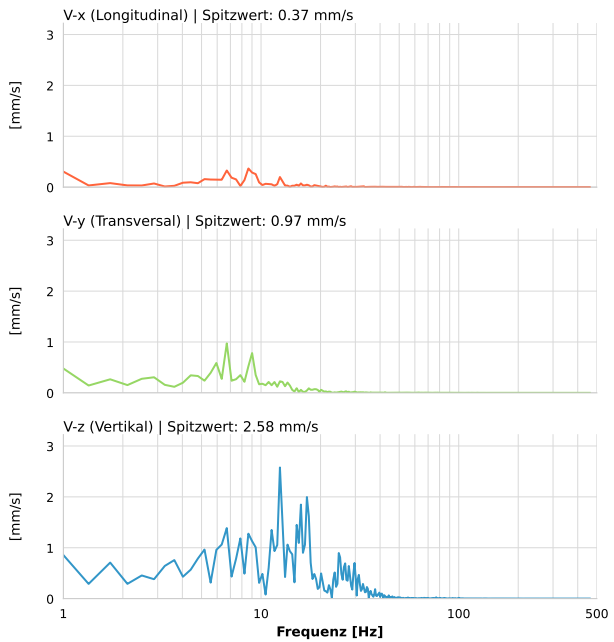 V-x (Longitudinal) | Spitzwert: 0.37 mm/s
3
2
1
0
[mm/s]
V-y (Transversal) | Spitzwert: 0.97 mm/s
3
2
1
0
[mm/s]
V-z (Vertikal) | Spitzwert: 2.58 mm/s
3
2
1
0
[mm/s]
1 10 100 500
Frequenz [Hz]